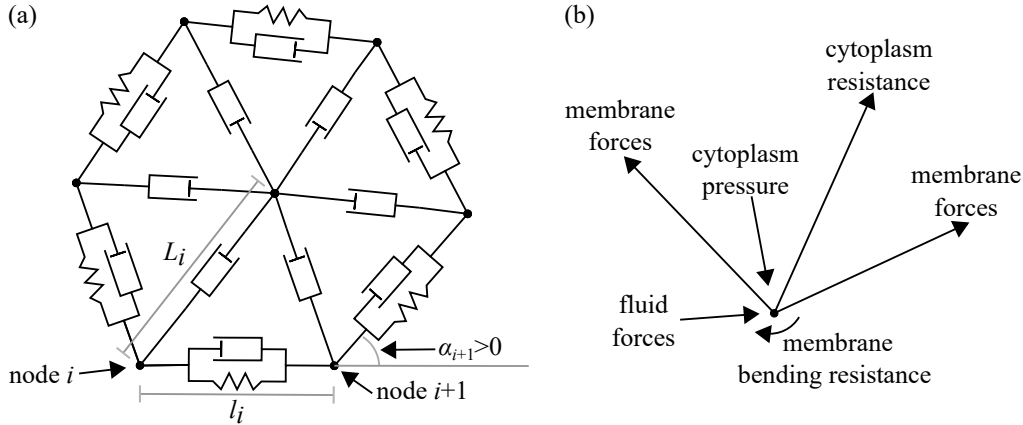 (a)
L_i
node i
l_i
α_{i+1}>0
node i+1
(b)
cytoplasm
resistance
membrane
forces
cytoplasm
pressure
membrane
forces
fluid
forces
membrane
bending resistance